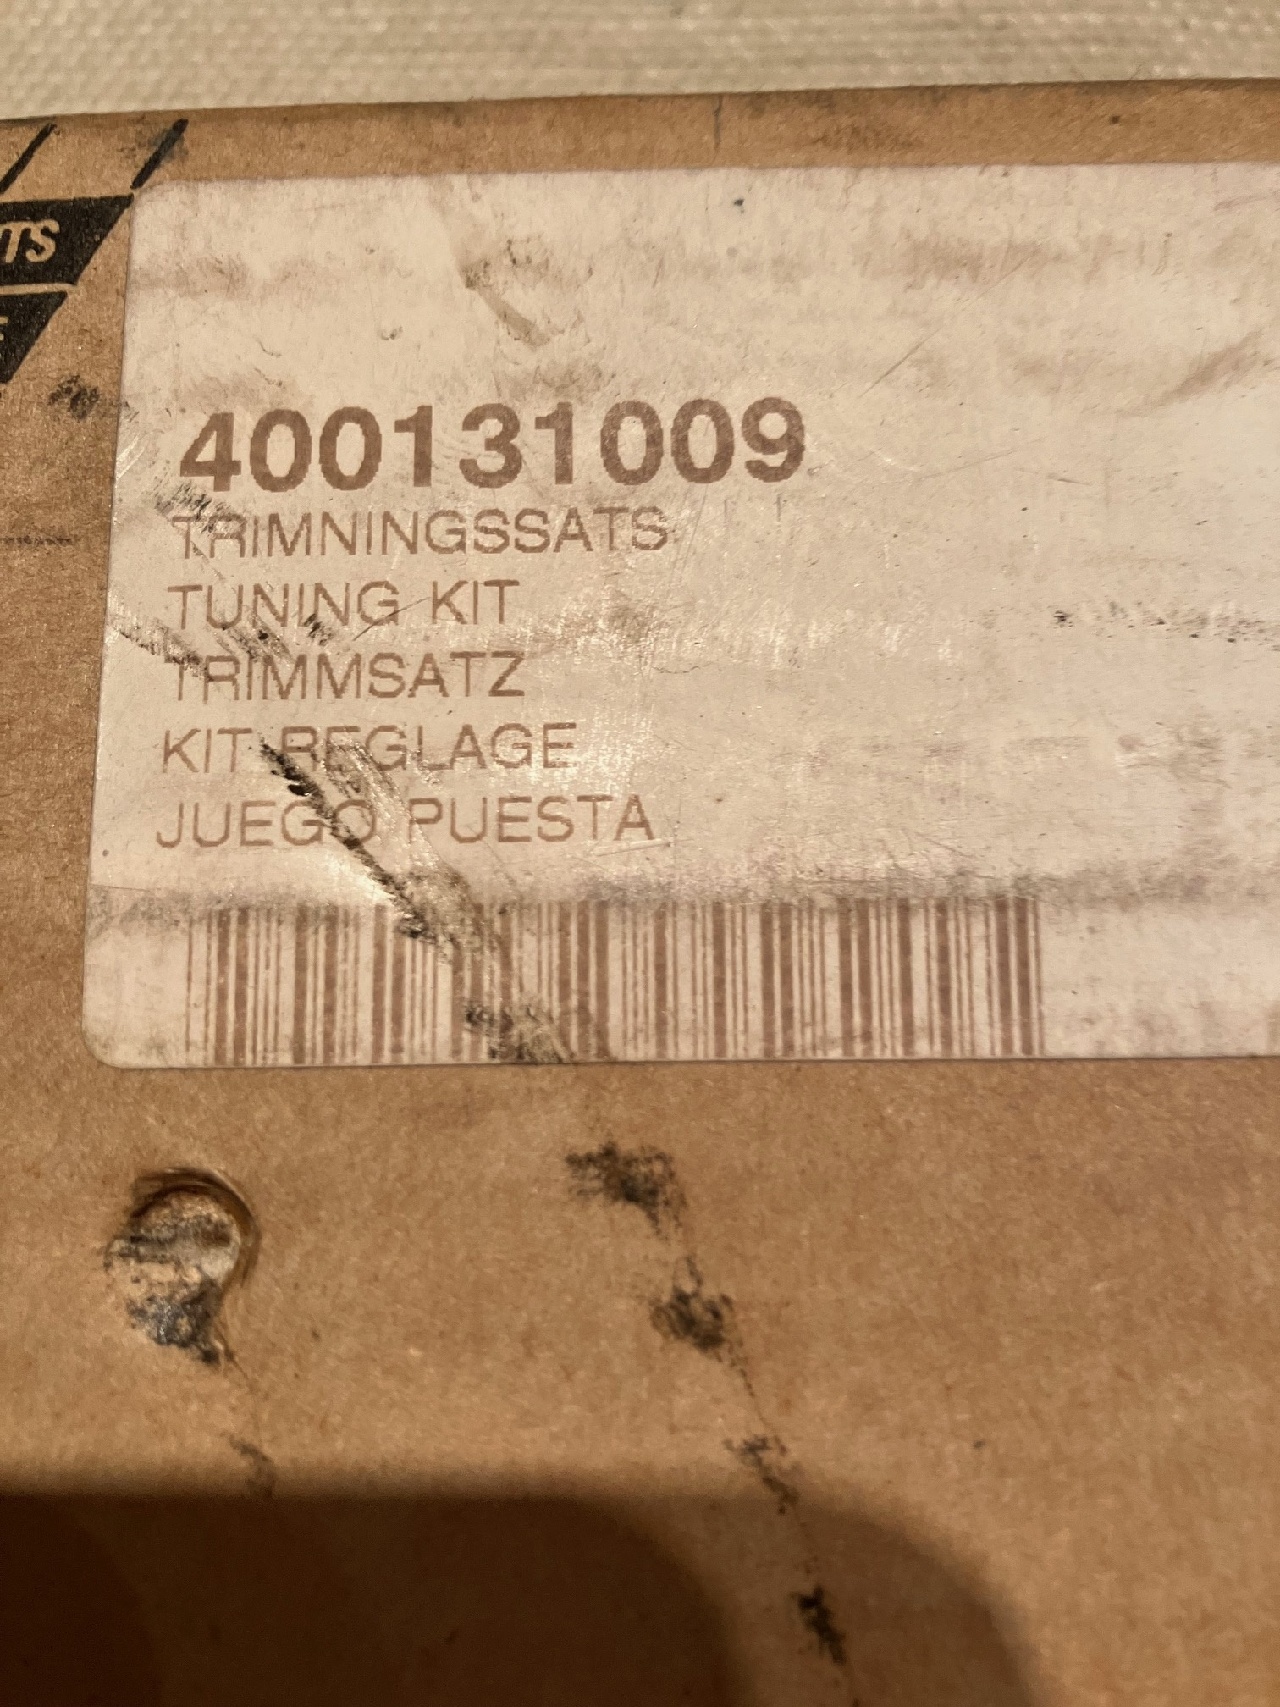 400131009
TRIMNINGSSATS
TUNING KIT
TRIMMSATZ
KIT REGLAGE
JUEGO PUESTA